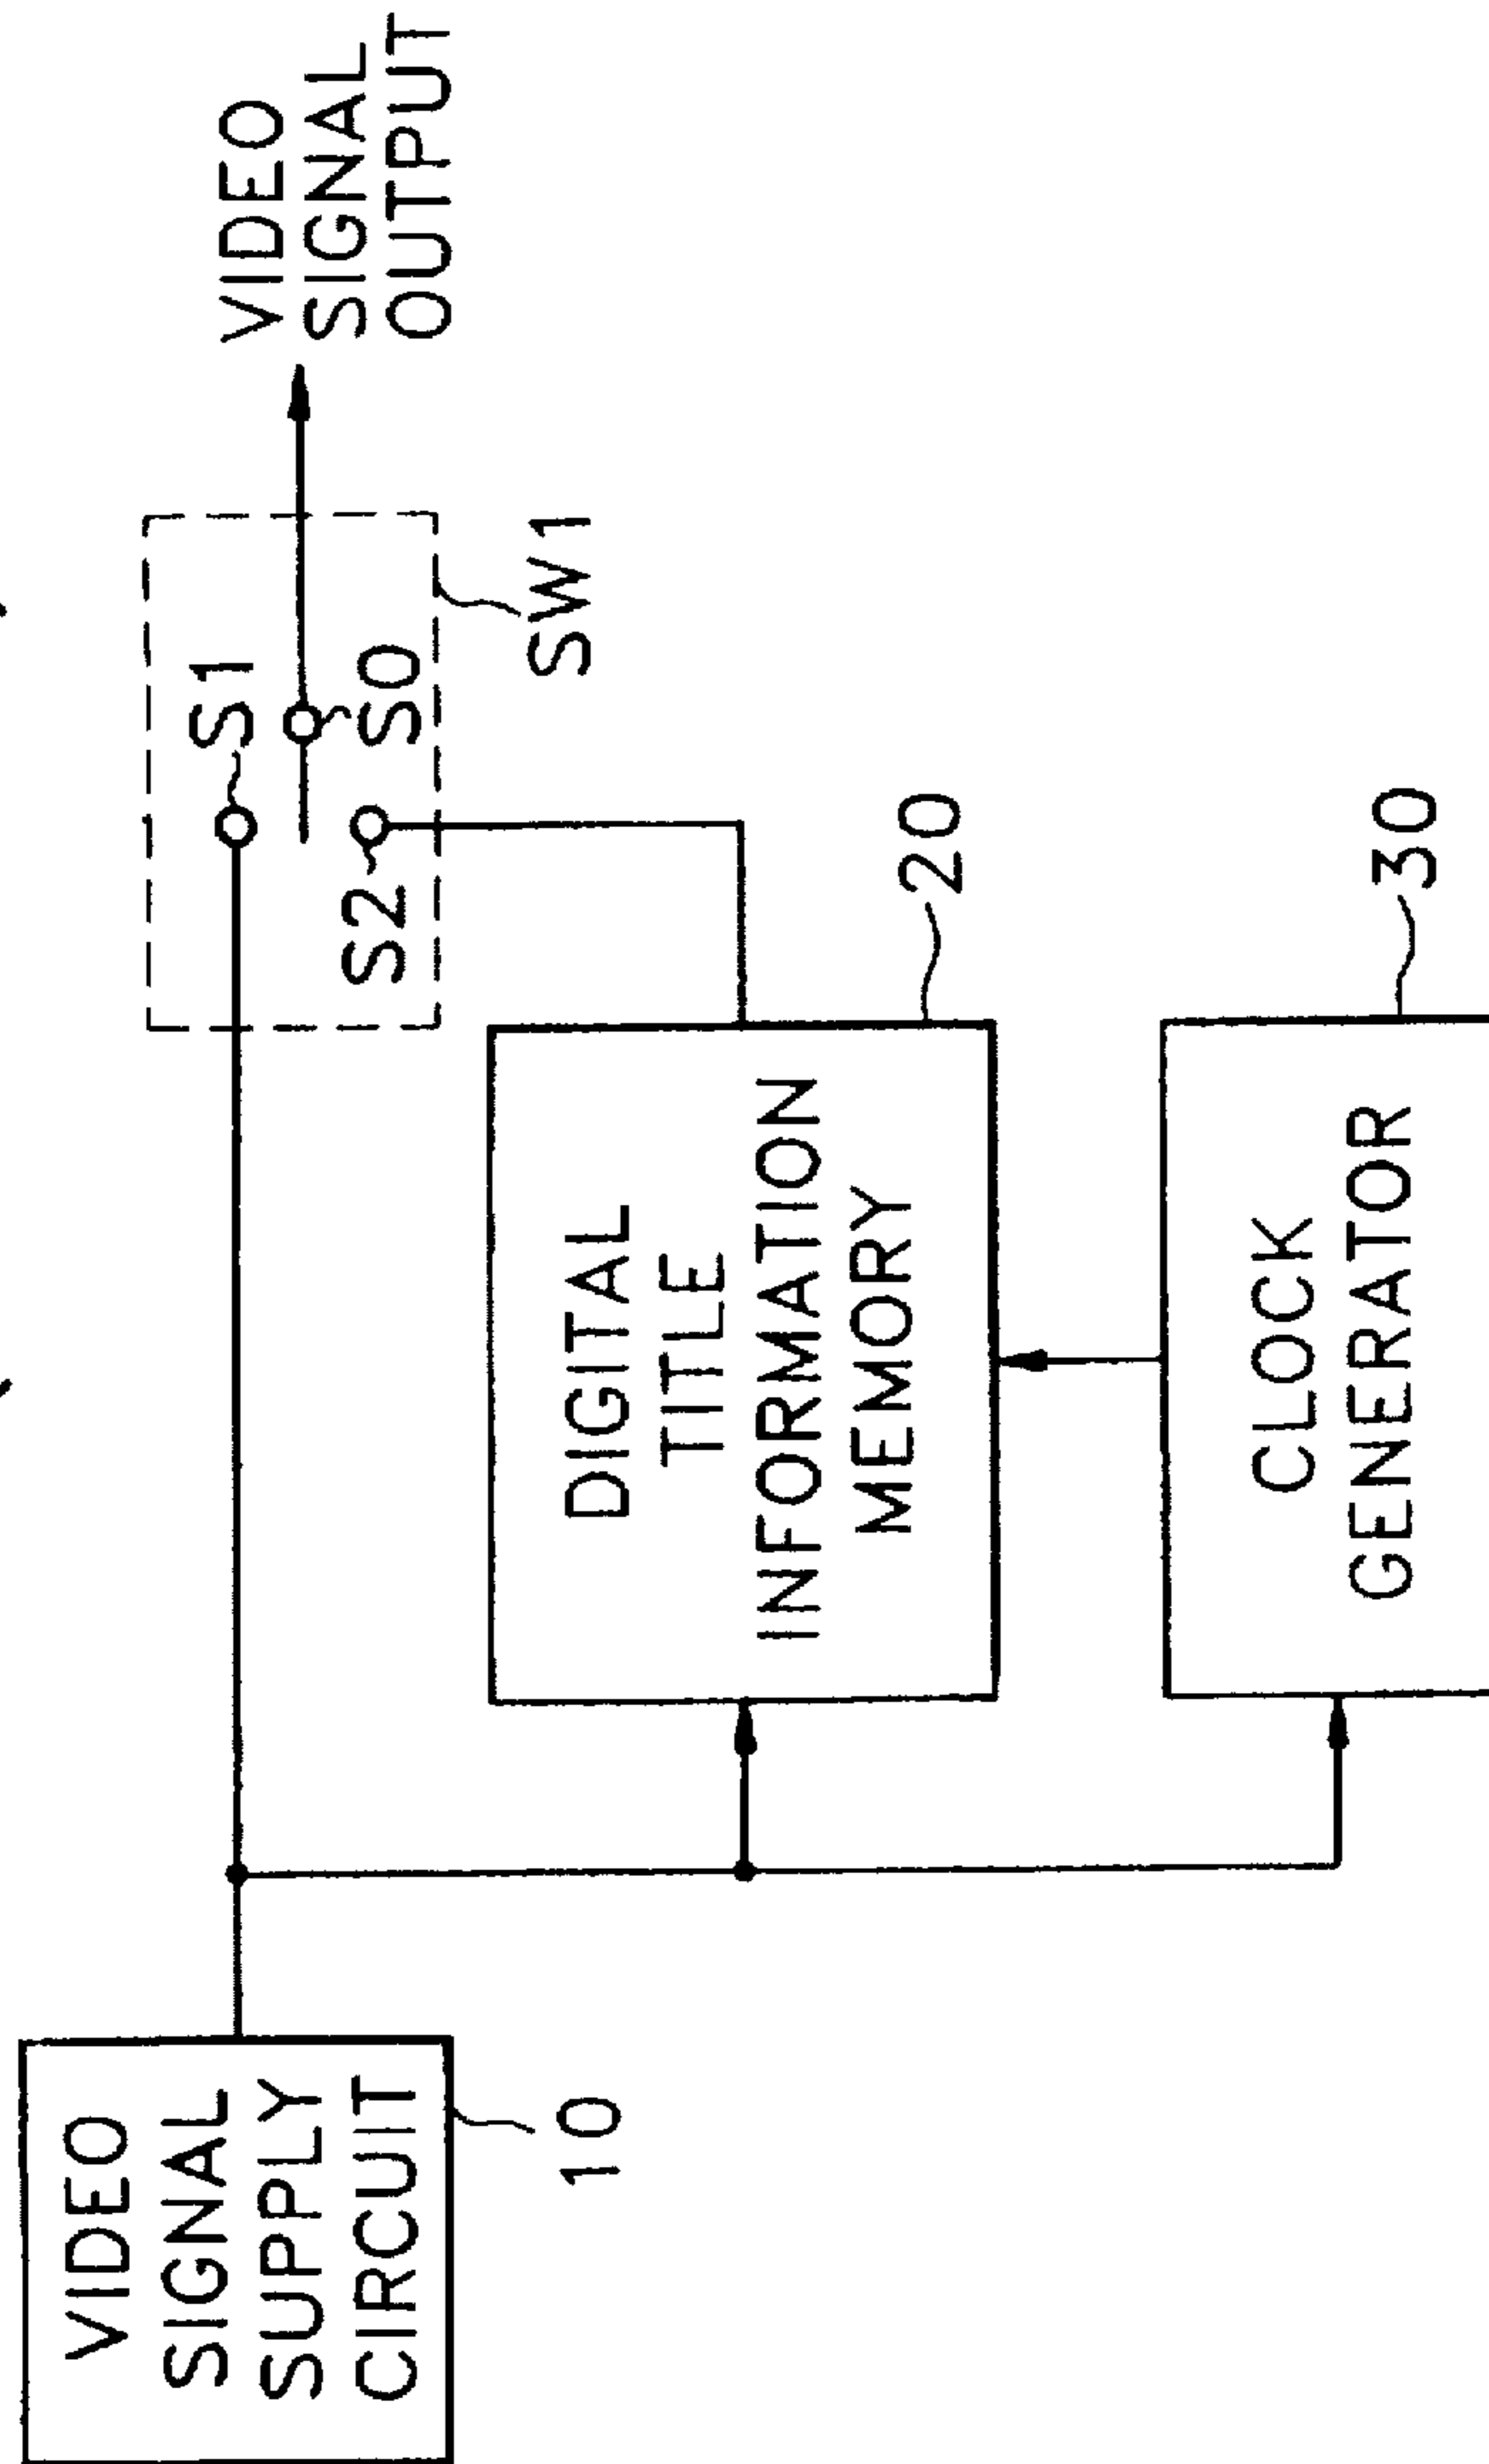 VIDEO
SIGNAL
SUPPLY
CIRCUIT
10
S1
S0
S2
SW1
VIDEO
SIGNAL
OUTPUT
DIGITAL
TITLE
INFORMATION
MEMORY
20
CLOCK
GENERATOR
30